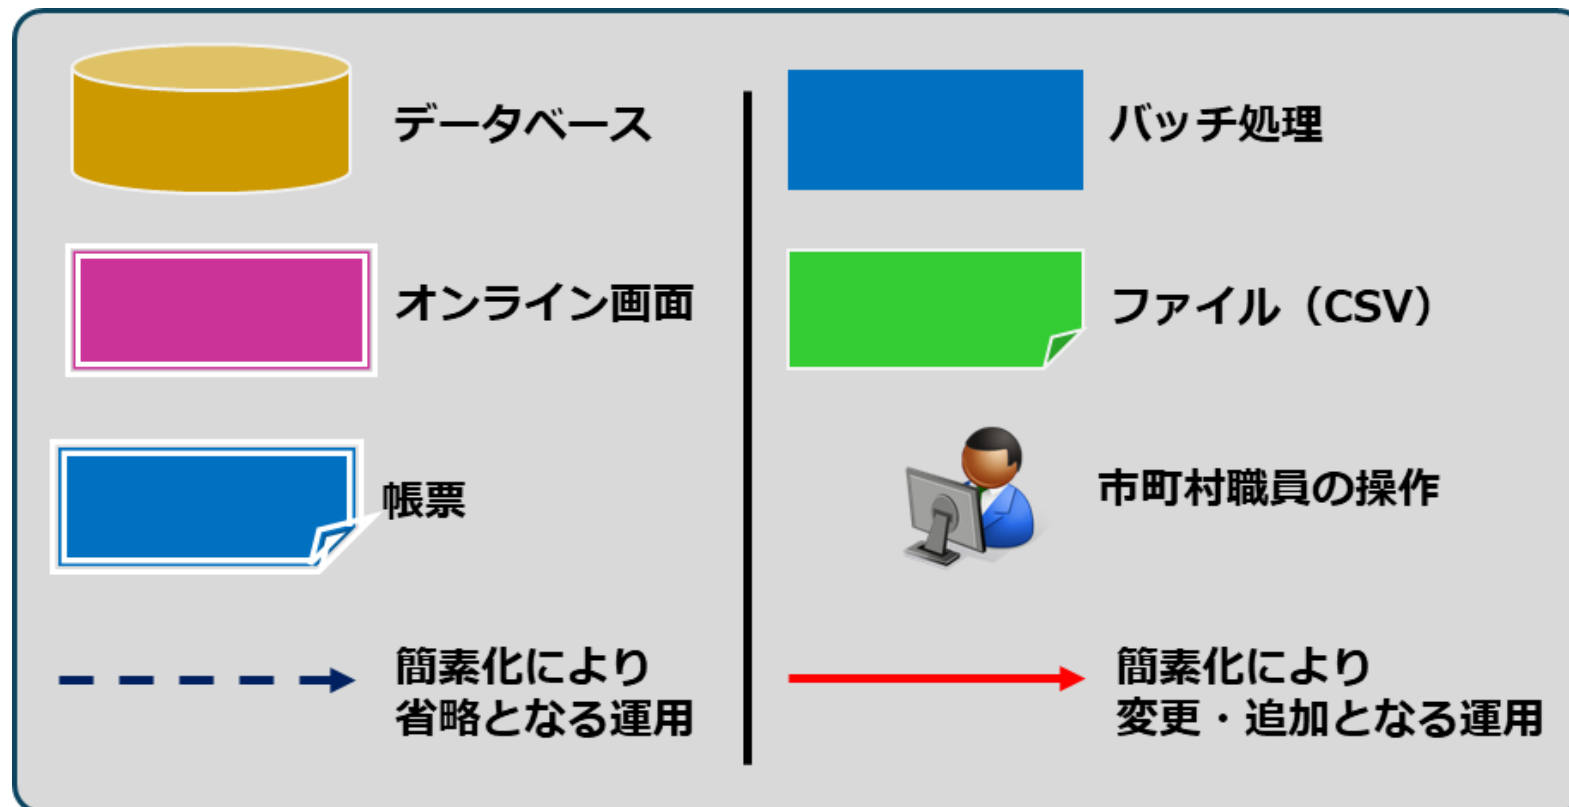 データベース
オンライン画面
帳票
簡素化により
省略となる運用
バッチ処理
ファイル（CSV）
市町村職員の操作
簡素化により
変更・追加となる運用